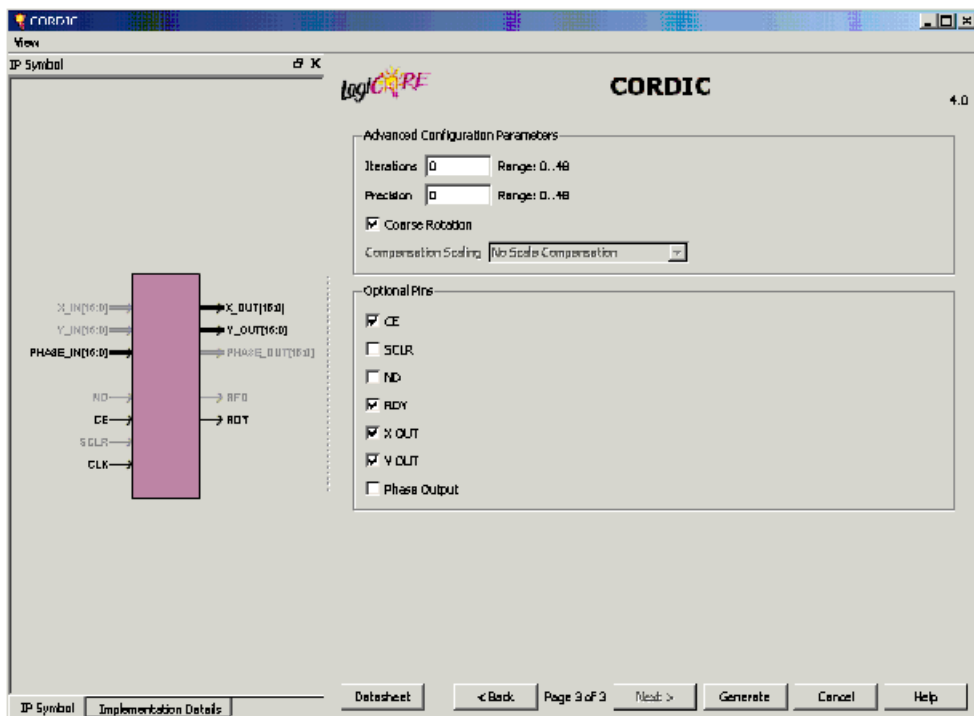 CORDIC
View
IP Symbol
LogiCORE
CORDIC
4.0
Advanced Configuration Parameters
Iterations 0 Range: 0..48
Precision 0 Range: 0..48
Coarse Rotation
Compensation Scaling No Scale Compensation
Optional Pins
CE
SCLR
ND
RDY
X OUT
Y OUT
Phase Output
X_IN[16:0] X_OUT[16:0]
Y_IN[16:0] Y_OUT[16:0]
PHASE_IN[16:0] PHASE_OUT[16:0]
ND RFD
CE RDY
SCLR
CLK
Datasheet < Back Page 3 of 3 Next > Generate Cancel Help
IP Symbol Implementation Details